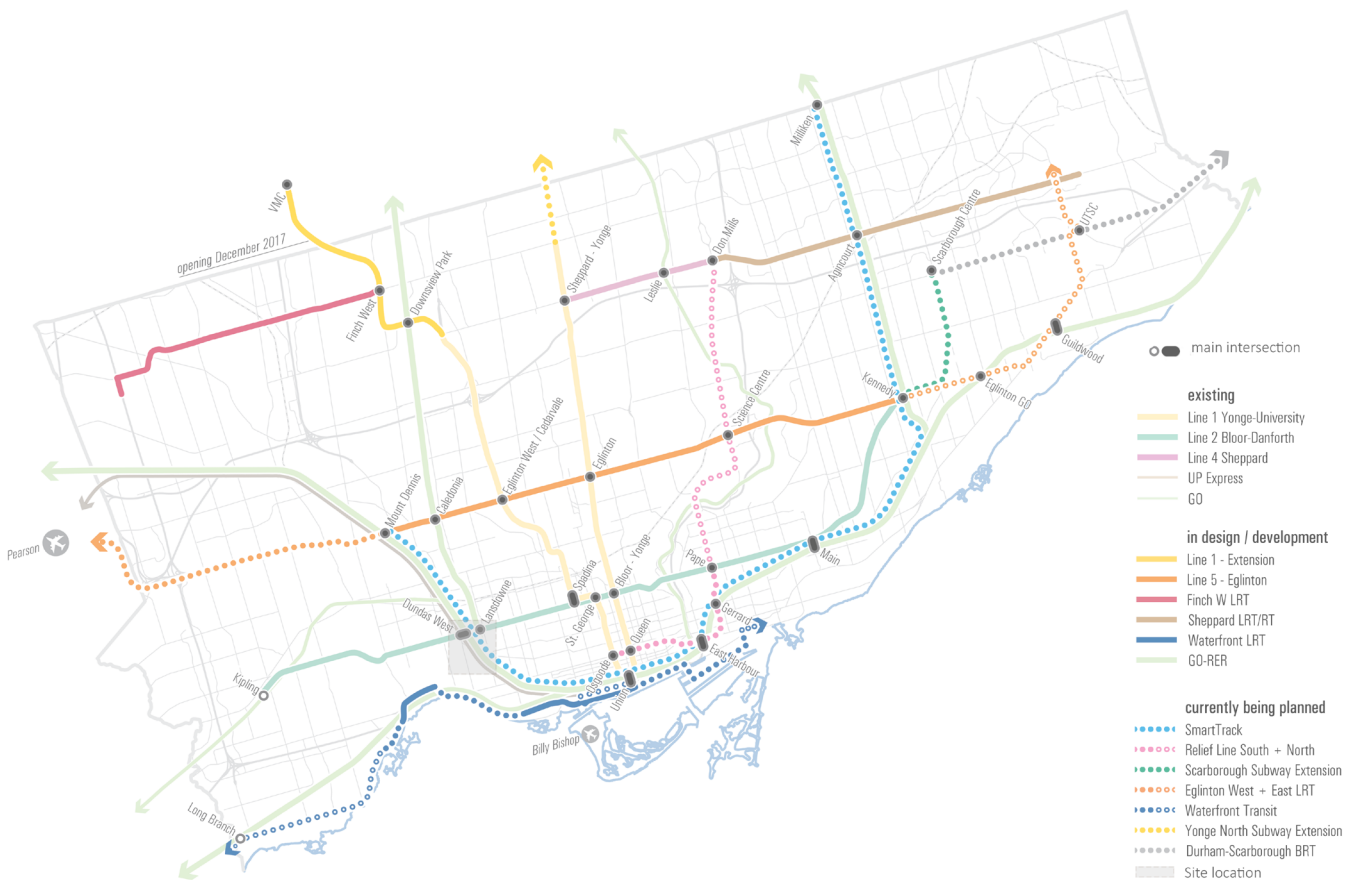 Milliken
VMC
opening December 2017
Finch West
Downsview Park
Sheppard - Yonge
Leslie
Don Mills
Agincourt
Scarborough Centre
UTSC
Guildwood
Kennedy
Eglinton GO
Science Centre
Eglinton
Eglinton West / Cedarvale
Caledonia
Mount Dennis
Pearson
Pape
Main
Bloor - Yonge
Spadina
St. George
Lansdowne
Dundas West
Gerrard
Queen
Osgoode
Union
East Harbour
Kipling
Billy Bishop
Long Branch
main intersection
existing
Line 1 Yonge-University
Line 2 Bloor-Danforth
Line 4 Sheppard
UP Express
GO
in design / development
Line 1 - Extension
Line 5 - Eglinton
Finch W LRT
Sheppard LRT/RT
Waterfront LRT
GO-RER
currently being planned
SmartTrack
Relief Line South + North
Scarborough Subway Extension
Eglinton West + East LRT
Waterfront Transit
Yonge North Subway Extension
Durham-Scarborough BRT
Site location